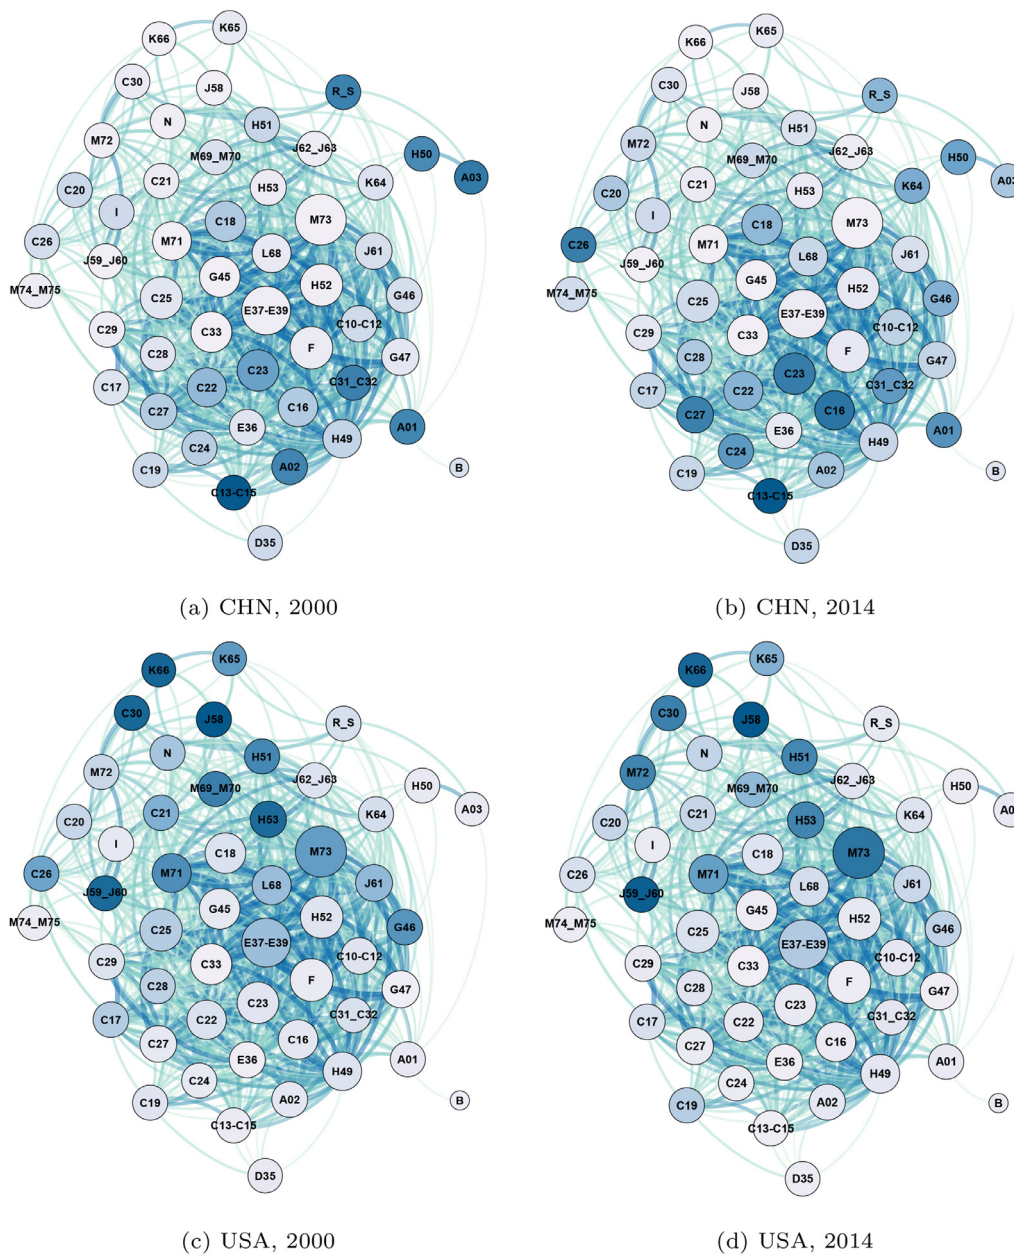 K65
K66
C30
J58
R_S
N
H51
M72
M69_M70
J62_J63
H50
A03
C21
H53
K64
C20
I
C18
M73
C26
M71
L68
J61
J59_J60
G45
H52
M74_M75
C25
E37-E39
G46
C10-C12
C29
C33
F
G47
C28
C23
C31_C32
C17
C22
C27
C16
A01
E36
H49
C24
C19
A02
B
C13-C15
D35
(a) CHN, 2000
K65
K66
C30
J58
R_S
N
H51
M72
M69_M70
J62_J63
H50
A03
C21
H53
K64
C20
I
C18
M73
C26
M71
L68
J61
J59_J60
G45
H52
M74_M75
C25
E37-E39
G46
C10-C12
C29
C33
F
G47
C28
C23
C31_C32
C17
C22
C27
C16
A01
E36
H49
C24
C19
A02
B
C13-C15
D35
(b) CHN, 2014
K65
K66
C30
J58
R_S
N
H51
M72
M69_M70
J62_J63
H50
A03
C21
H53
K64
C20
I
C18
M73
C26
M71
L68
J61
J59_J60
G45
H52
M74_M75
C25
E37-E39
G46
C10-C12
C29
C33
F
G47
C28
C23
C31_C32
C17
C22
C27
C16
A01
E36
H49
C24
C19
A02
B
C13-C15
D35
(c) USA, 2000
K65
K66
C30
J58
R_S
N
H51
M72
M69_M70
J62_J63
H50
C21
H53
K64
C20
I
C18
M73
C26
M71
L68
J61
J59_J60
G45
H52
M74_M75
C25
E37-E39
G46
C10-C12
C29
C33
F
G47
C28
C23
C31_C32
C17
C22
C27
C16
A01
E36
H49
C24
C19
A02
B
C13-C15
D35
(d) USA, 2014